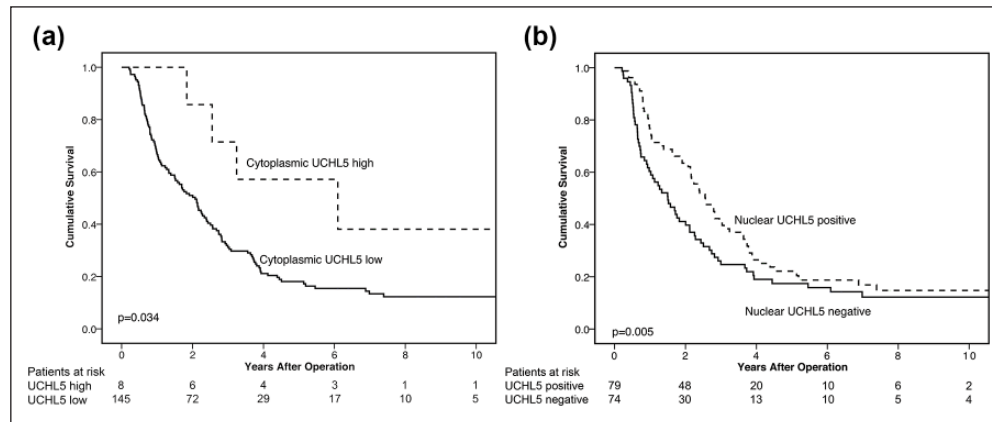 (a)
1.0
0.8
0.6
0.4
0.2
0.0
Cumulative Survival
Cytoplasmic UCHL5 high
Cytoplasmic UCHL5 low
p=0.034
0 2 4 6 8 10
Years After Operation
Patients at risk
UCHL5 high 8 6 4 3 1 1
UCHL5 low 145 72 29 17 10 5
(b)
1.0
0.8
0.6
0.4
0.2
0.0
Cumulative Survival
Nuclear UCHL5 positive
Nuclear UCHL5 negative
p=0.005
0 2 4 6 8 10
Years After Operation
Patients at risk
UCHL5 positive 79 48 20 10 6 2
UCHL5 negative 74 30 13 10 5 4